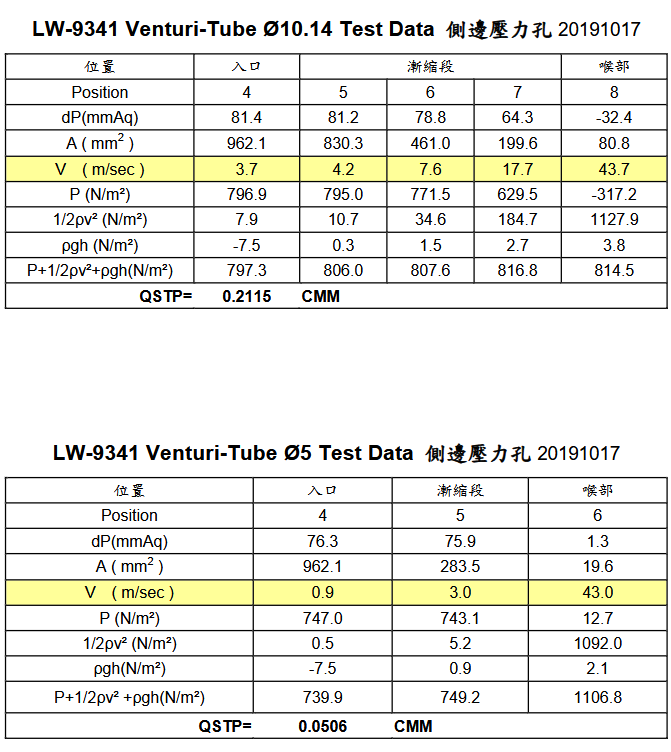 LW-9341 Venturi-Tube Ø10.14 Test Data 側邊壓力孔 20191017
位置 入口 漸縮段 喉部
Position 4 5 6 7 8
dP(mmAq) 81.4 81.2 78.8 64.3 -32.4
A ( mm² ) 962.1 830.3 461.0 199.6 80.8
V ( m/sec ) 3.7 4.2 7.6 17.7 43.7
P (N/m²) 796.9 795.0 771.5 629.5 -317.2
1/2ρv² (N/m²) 7.9 10.7 34.6 184.7 1127.9
ρgh (N/m²) -7.5 0.3 1.5 2.7 3.8
P+1/2ρv²+ρgh(N/m²) 797.3 806.0 807.6 816.8 814.5
QSTP= 0.2115 CMM
LW-9341 Venturi-Tube Ø5 Test Data 側邊壓力孔 20191017
位置 入口 漸縮段 喉部
Position 4 5 6
dP(mmAq) 76.3 75.9 1.3
A ( mm² ) 962.1 283.5 19.6
V ( m/sec ) 0.9 3.0 43.0
P (N/m²) 747.0 743.1 12.7
1/2ρv² (N/m²) 0.5 5.2 1092.0
ρgh(N/m²) -7.5 0.9 2.1
P+1/2ρv² +ρgh(N/m²) 739.9 749.2 1106.8
QSTP= 0.0506 CMM